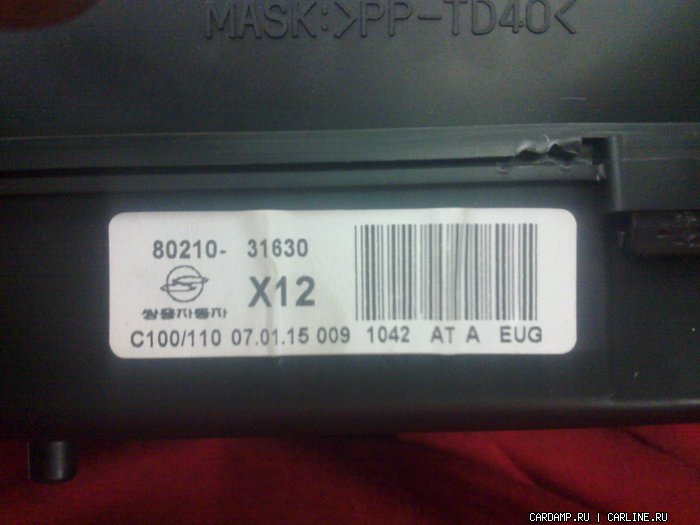 MASK:>PP-TD40<
80210- 31630
X12
쌍용자동차
C100/110 07.01.15 009 1042 AT A EUG
CARDAMP.RU | CARLINE.RU